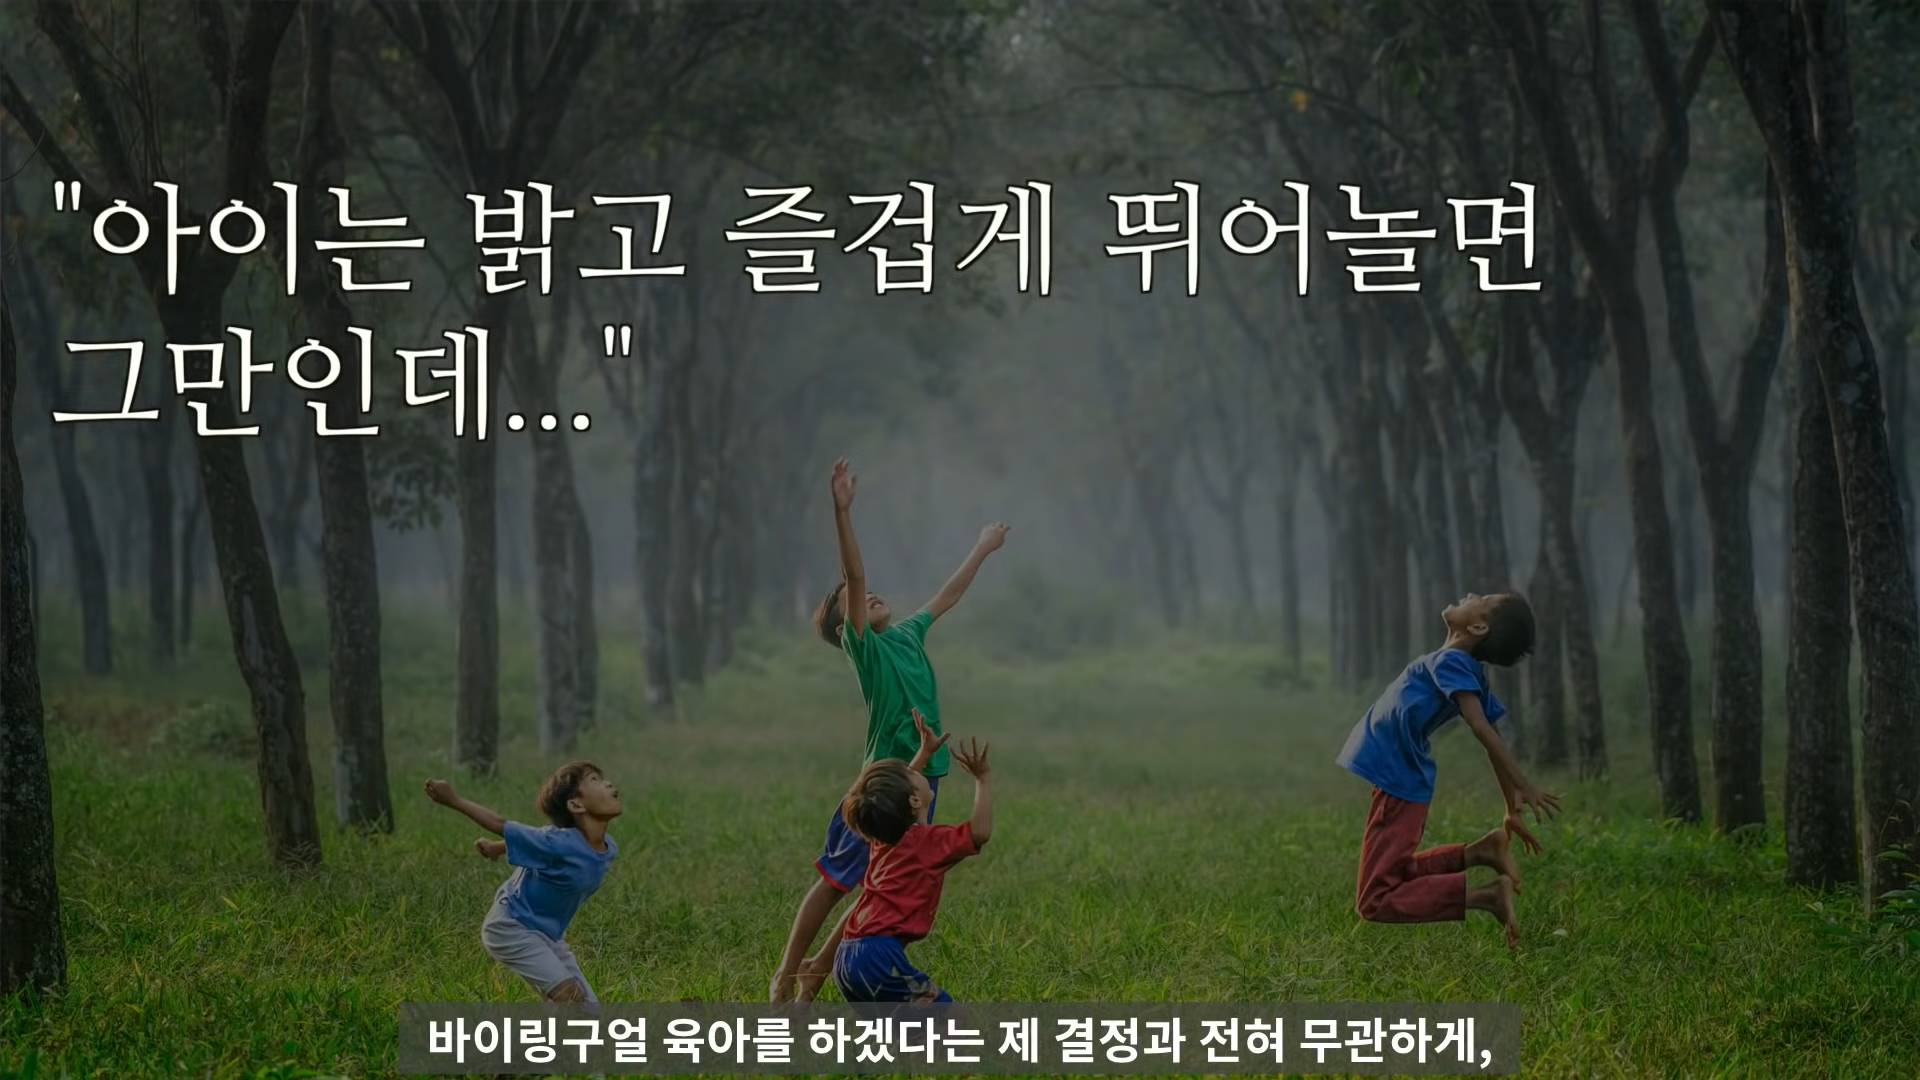 "아이는 밝고 즐겁게 뛰어놀면
그만인데..."
바이링구얼 육아를 하겠다는 제 결정과 전혀 무관하게,